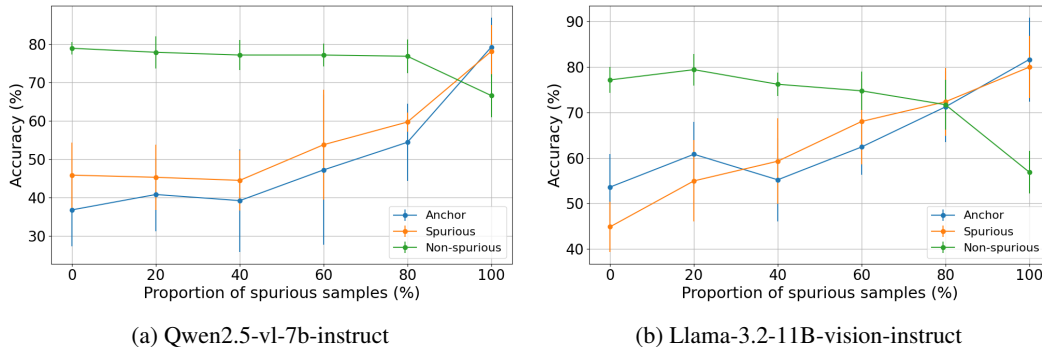 80
70
60
50
40
30
Accuracy (%)
0 20 40 60 80 100
Proportion of spurious samples (%)
Anchor
Spurious
Non-spurious
(a) Qwen2.5-vl-7b-instruct
90
80
70
60
50
40
Accuracy (%)
0 20 40 60 80 100
Proportion of spurious samples (%)
Anchor
Spurious
Non-spurious
(b) Llama-3.2-11B-vision-instruct